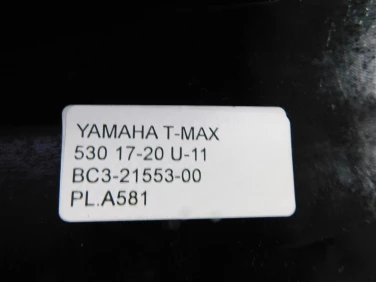 YAMAHA T-MAX
530 17-20 U-11
BC3-21553-00
PL.A581